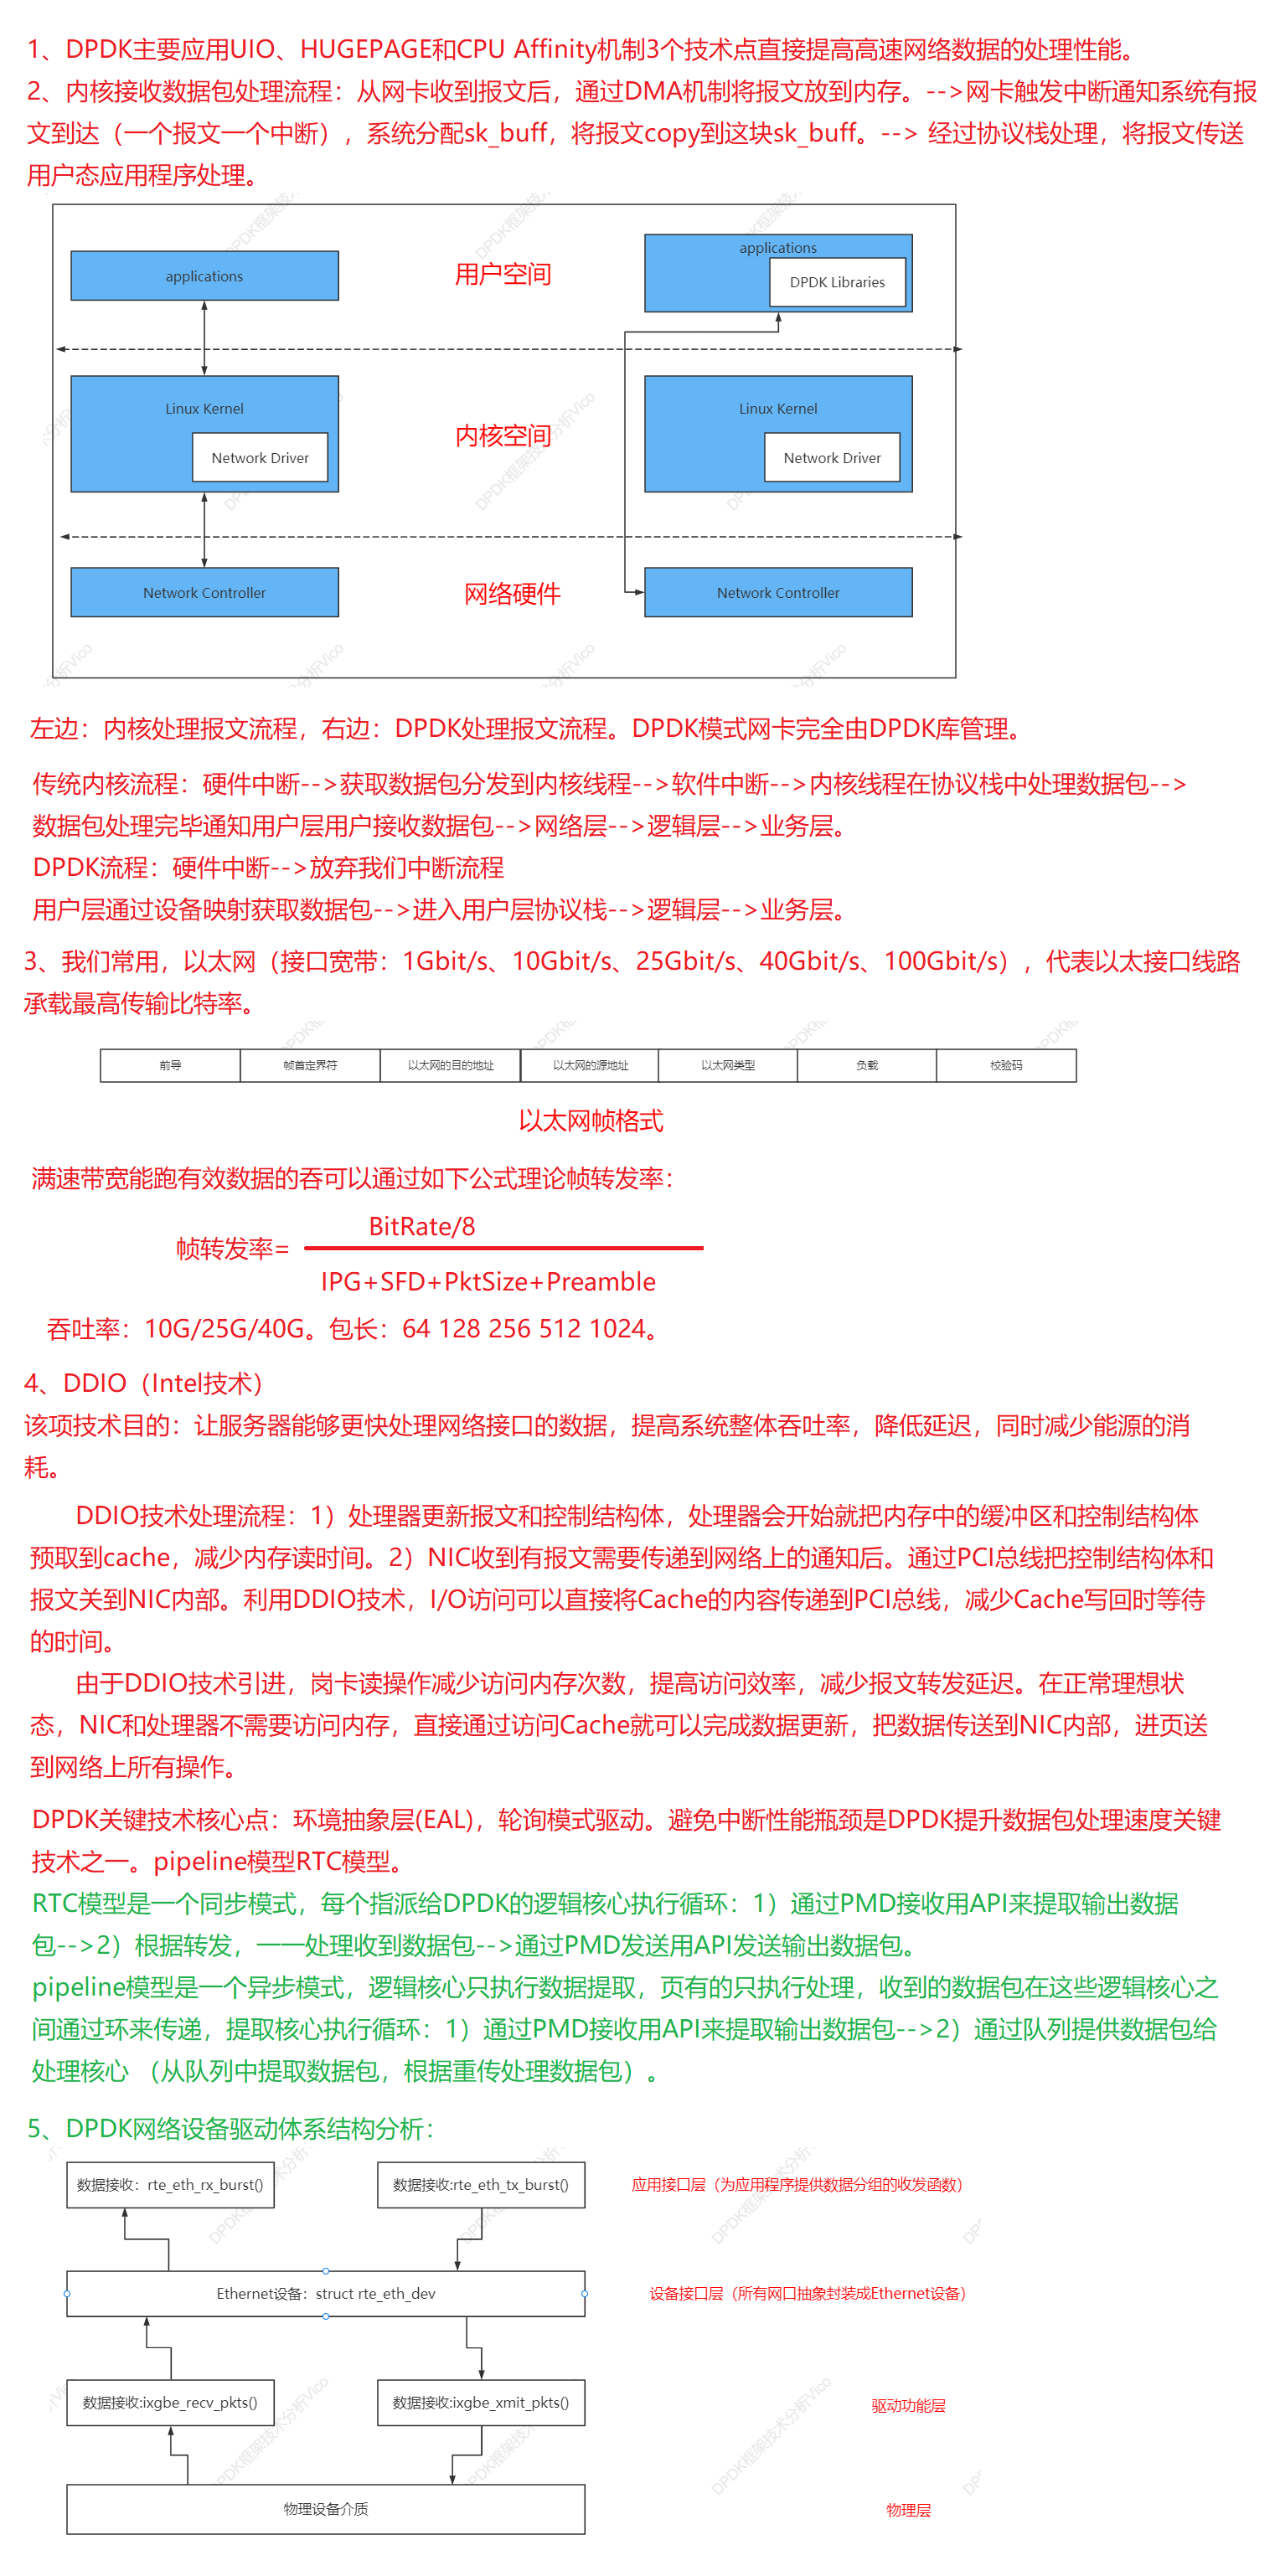 1、DPDK主要应用UIO、HUGEPAGE和CPU Affinity机制3个技术点直接提高高速网络数据的处理性能。
2、内核接收数据包处理流程：从网卡收到报文后，通过DMA机制将报文放到内存。-->网卡触发中断通知系统有报
文到达（一个报文一个中断），系统分配sk_buff，将报文copy到这块sk_buff。--> 经过协议栈处理，将报文传送
用户态应用程序处理。
applications
用户空间
applications
DPDK Libraries
Linux Kernel
Network Driver
内核空间
Linux Kernel
Network Driver
Network Controller
网络硬件
Network Controller
左边：内核处理报文流程，右边：DPDK处理报文流程。DPDK模式网卡完全由DPDK库管理。
传统内核流程：硬件中断-->获取数据包分发到内核线程-->软件中断-->内核线程在协议栈中处理数据包-->
数据包处理完毕通知用户层用户接收数据包-->网络层-->逻辑层-->业务层。
DPDK流程：硬件中断-->放弃我们中断流程
用户层通过设备映射获取数据包-->进入用户层协议栈-->逻辑层-->业务层。
3、我们常用，以太网（接口宽带：1Gbit/s、10Gbit/s、25Gbit/s、40Gbit/s、100Gbit/s），代表以太接口线路
承载最高传输比特率。
前导 帧首定界符 以太网的目的地址 以太网的源地址 以太网类型 负载 校验码
以太网帧格式
满速带宽能跑有效数据的吞可以通过如下公式理论帧转发率：
BitRate/8
帧转发率=
IPG+SFD+PktSize+Preamble
吞吐率：10G/25G/40G。包长：64 128 256 512 1024。
4、DDIO（Intel技术）
该项技术目的：让服务器能够更快处理网络接口的数据，提高系统整体吞吐率，降低延迟，同时减少能源的消
耗。
DDIO技术处理流程：1）处理器更新报文和控制结构体，处理器会开始就把内存中的缓冲区和控制结构体
预取到cache，减少内存读时间。2）NIC收到有报文需要传递到网络上的通知后。通过PCI总线把控制结构体和
报文关到NIC内部。利用DDIO技术，I/O访问可以直接将Cache的内容传递到PCI总线，减少Cache写回时等待
的时间。
由于DDIO技术引进，岗卡读操作减少访问内存次数，提高访问效率，减少报文转发延迟。在正常理想状
态，NIC和处理器不需要访问内存，直接通过访问Cache就可以完成数据更新，把数据传送到NIC内部，进页送
到网络上所有操作。
DPDK关键技术核心点：环境抽象层(EAL)，轮询模式驱动。避免中断性能瓶颈是DPDK提升数据包处理速度关键
技术之一。pipeline模型RTC模型。
RTC模型是一个同步模式，每个指派给DPDK的逻辑核心执行循环：1）通过PMD接收用API来提取输出数据
包-->2）根据转发，一一处理收到数据包-->通过PMD发送用API发送输出数据包。
pipeline模型是一个异步模式，逻辑核心只执行数据提取，页有的只执行处理，收到的数据包在这些逻辑核心之
间通过环来传递，提取核心执行循环：1）通过PMD接收用API来提取输出数据包-->2）通过队列提供数据包给
处理核心 （从队列中提取数据包，根据重传处理数据包）。
5、DPDK网络设备驱动体系结构分析：
数据接收：rte_eth_rx_burst()
数据接收:rte_eth_tx_burst()
应用接口层（为应用程序提供数据分组的收发函数）
Ethernet设备：struct rte_eth_dev
设备接口层（所有网口抽象封装成Ethernet设备）
数据接收:ixgbe_recv_pkts()
数据接收:ixgbe_xmit_pkts()
驱动功能层
物理设备介质
物理层
DPDK框架技术分析Vico